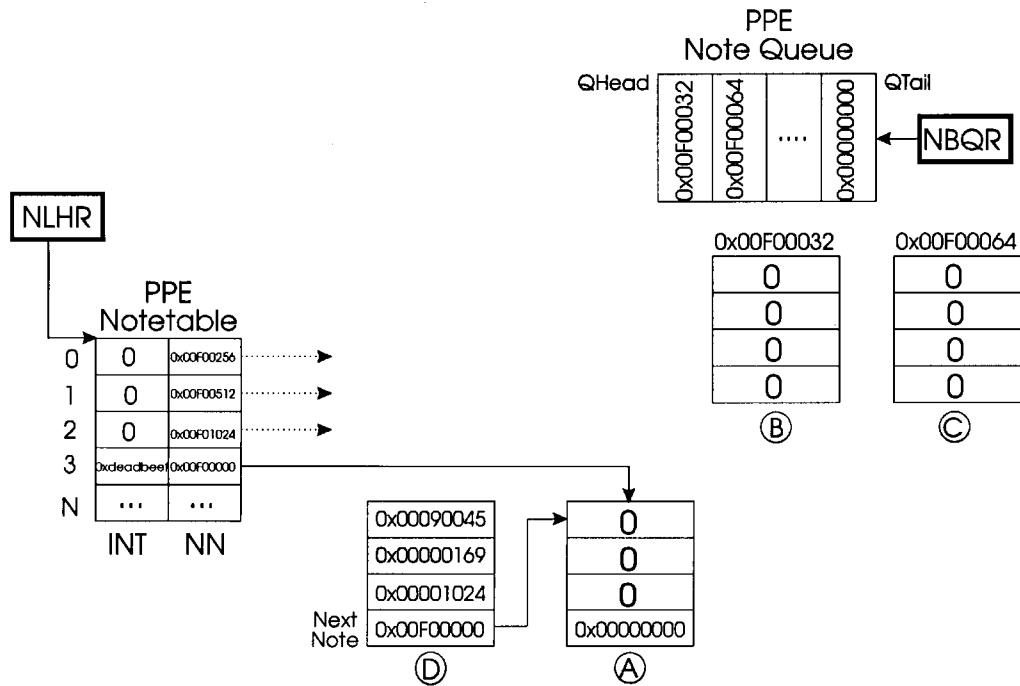 PPE
Note Queue
QHead
0x00F00032
0x00F00064
....
0x00000000
QTail
NBQR
NLHR
0x00F00032
0
0
0
0
B
0x00F00064
0
0
0
0
C
PPE
Notetable
0 0 0x00F00256
1 0 0x00F00512
2 0 0x00F01024
3 0xdeadbeef 0x00F00000
N ... ...
INT NN
0x00090045
0x00000169
0x00001024
Next
Note
0x00F00000
D
0
0
0
0x00000000
A